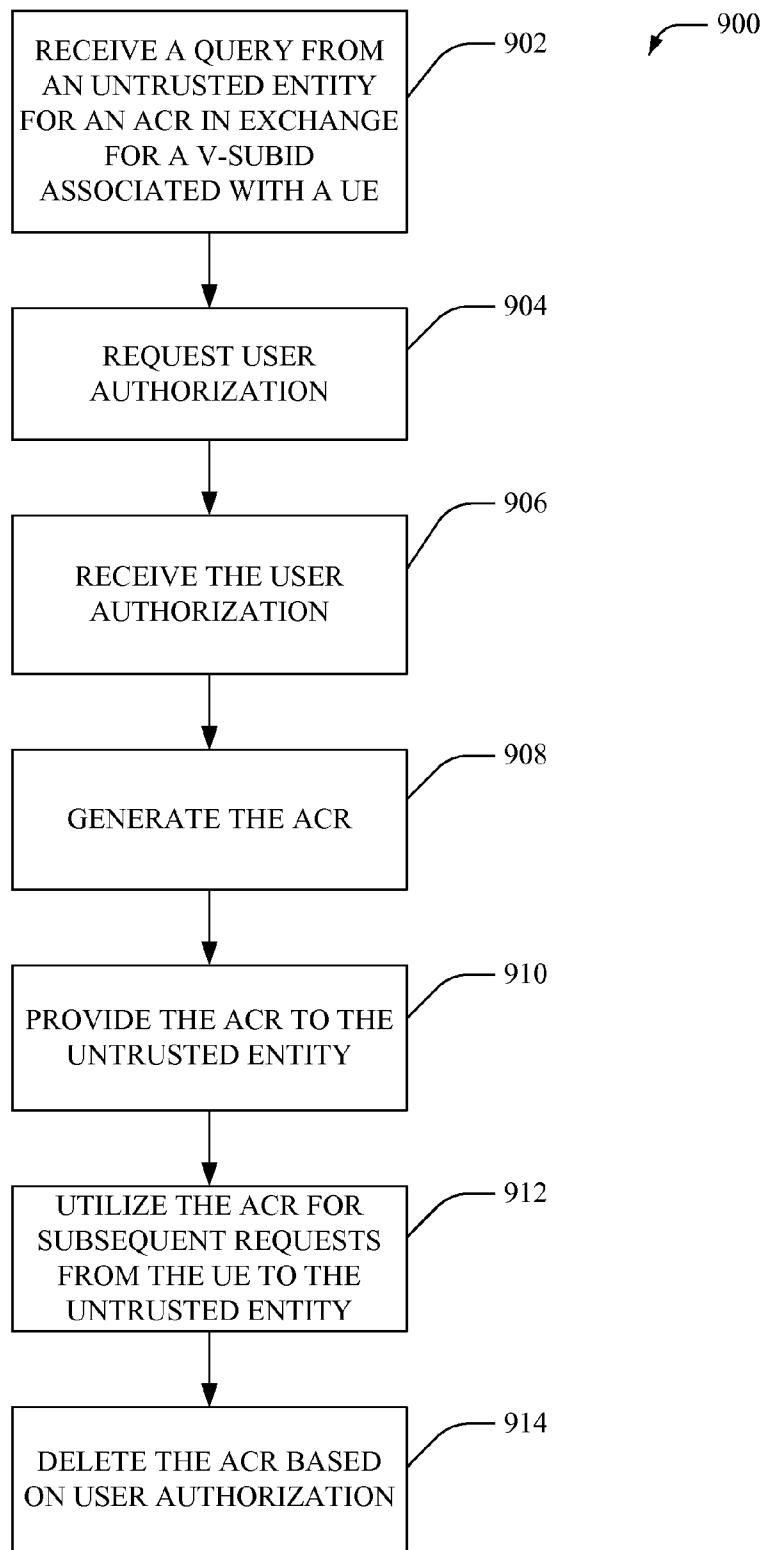 900
RECEIVE A QUERY FROM
AN UNTRUSTED ENTITY
FOR AN ACR IN EXCHANGE
FOR A V-SUBID
ASSOCIATED WITH A UE
902
REQUEST USER
AUTHORIZATION
904
RECEIVE THE USER
AUTHORIZATION
906
GENERATE THE ACR
908
PROVIDE THE ACR TO THE
UNTRUSTED ENTITY
910
UTILIZE THE ACR FOR
SUBSEQUENT REQUESTS
FROM THE UE TO THE
UNTRUSTED ENTITY
912
DELETE THE ACR BASED
ON USER AUTHORIZATION
914